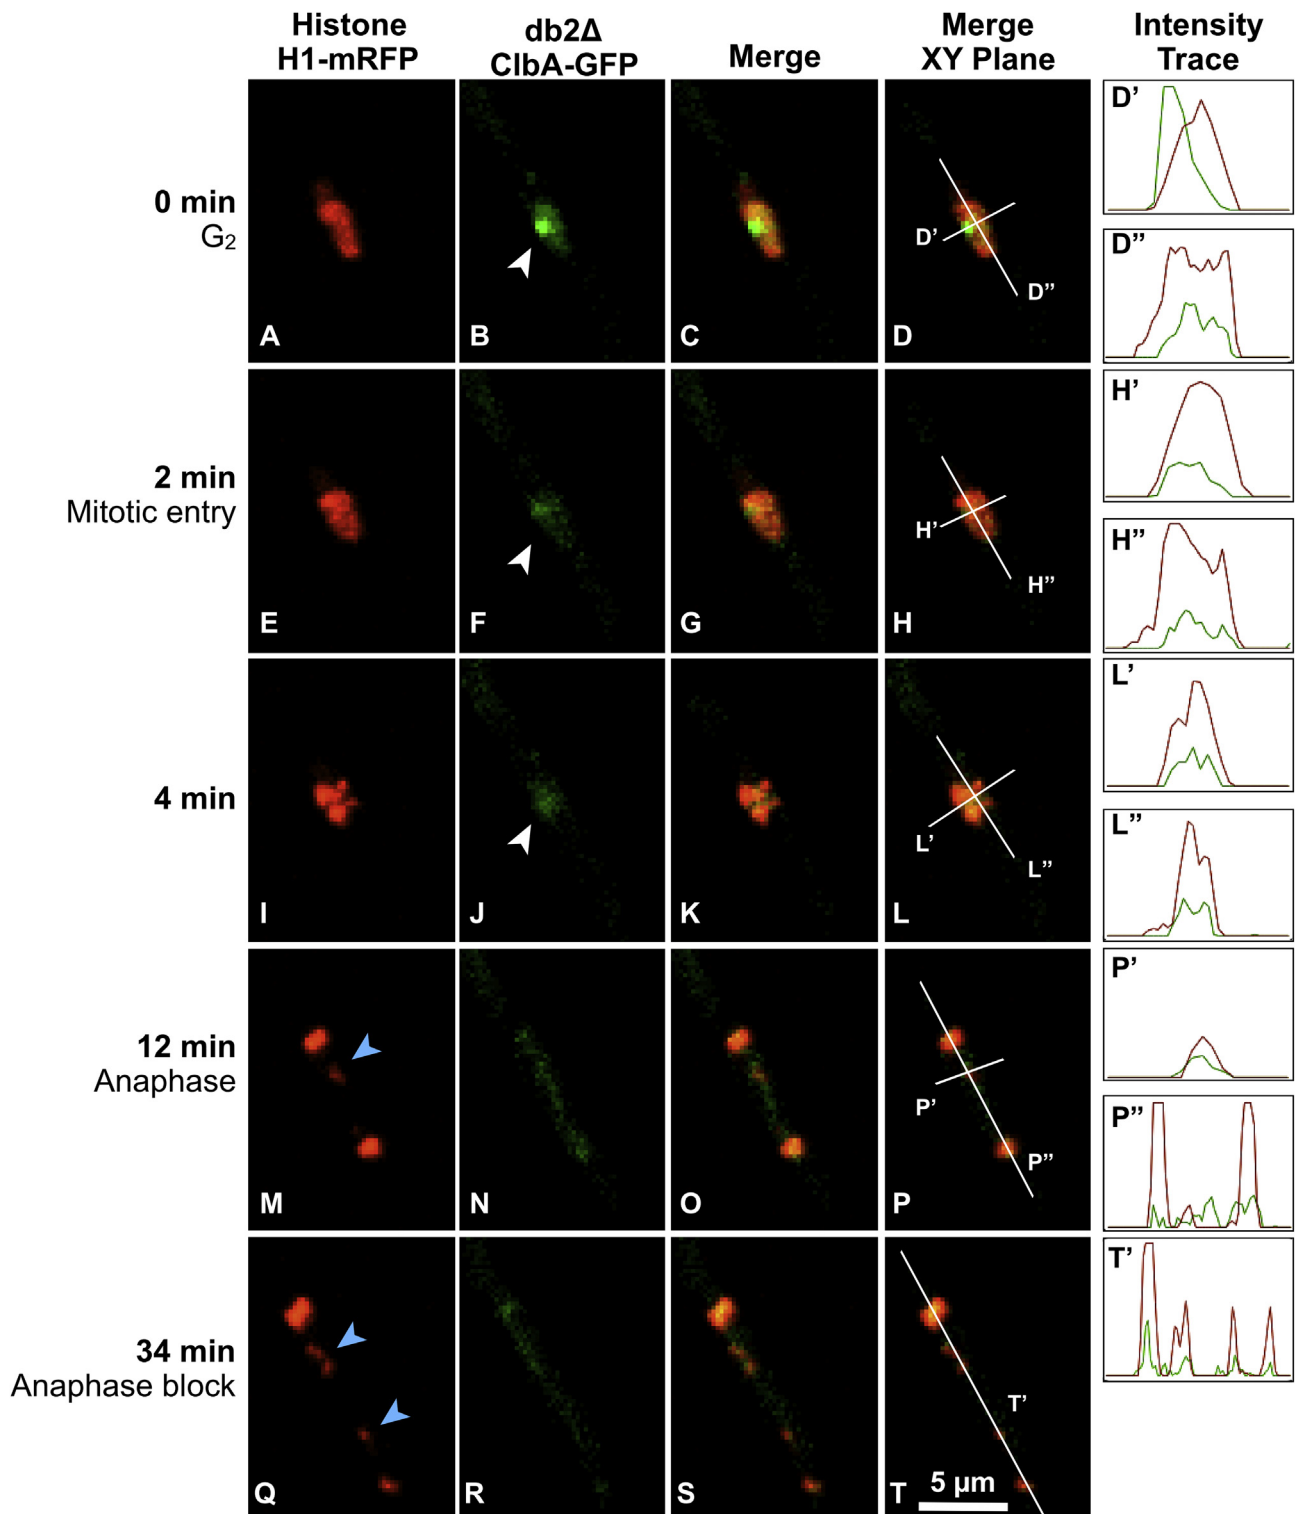 Histone
H1-mRFP
db2Δ
ClbA-GFP
Merge
Merge
XY Plane
Intensity
Trace
0 min
G₂
A
B
C
D
D’
D”
D’
D”
2 min
Mitotic entry
E
F
G
H
H’
H”
H’
H”
4 min
I
J
K
L
L’
L”
L’
L”
12 min
Anaphase
M
N
O
P
P’
P”
P’
P”
34 min
Anaphase block
Q
R
S
T
T’
5 µm
T’